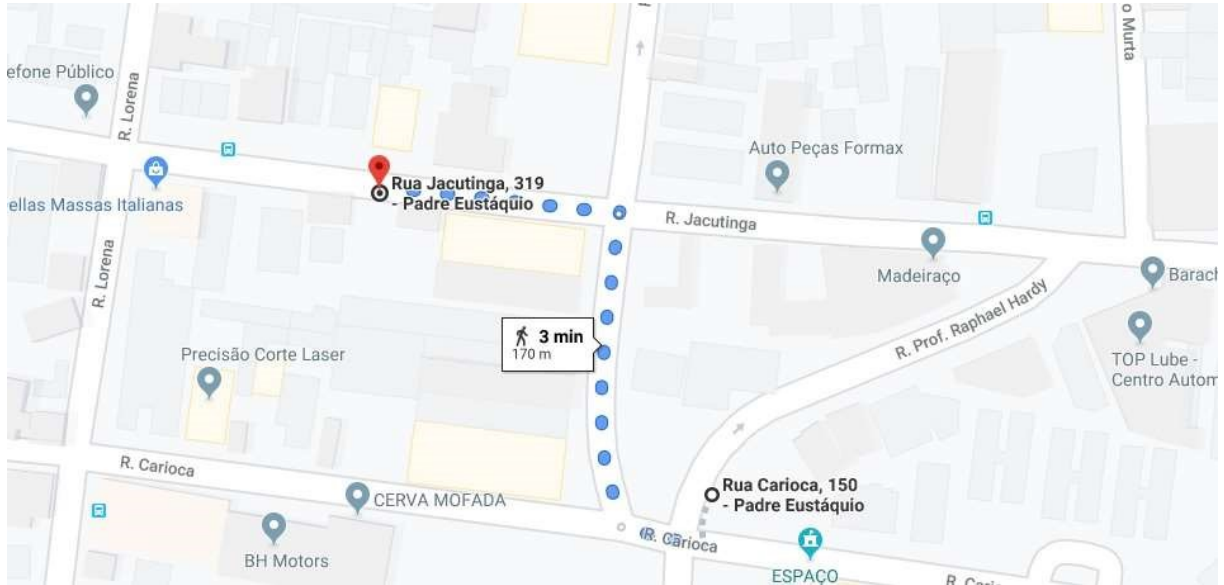 efone Público
R. Lorena
o Murta
Auto Peças Formax
Rua Jacutinga, 319
- Padre Eustáquio
ellas Massas Italianas
R. Jacutinga
Madeiraço
Barach
R. Lorena
R. Prof. Raphael Hardy
3 min
170 m
Precisão Corte Laser
TOP Lube -
Centro Autom
R. Carioca
Rua Carioca, 150
- Padre Eustáquio
CERVA MOFADA
R. Carioca
BH Motors
ESPAÇO
R. Cari